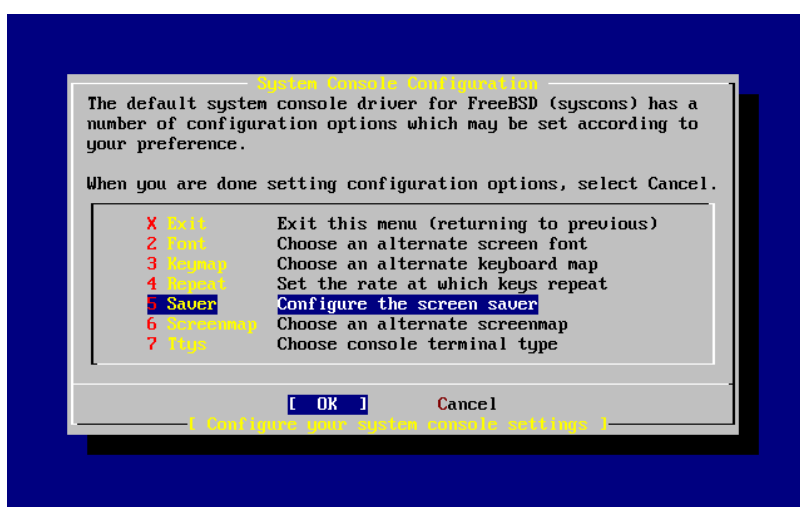 System Console Configuration
The default system console driver for FreeBSD (syscons) has a
number of configuration options which may be set according to
your preference.
When you are done setting configuration options, select Cancel.
X Exit Exit this menu (returning to previous)
2 Font Choose an alternate screen font
3 Keymap Choose an alternate keyboard map
4 Repeat Set the rate at which keys repeat
5 Saver Configure the screen saver
6 Screenmap Choose an alternate screenmap
7 Ttys Choose console terminal type
[ OK ] Cancel
[ Configure your system console settings ]